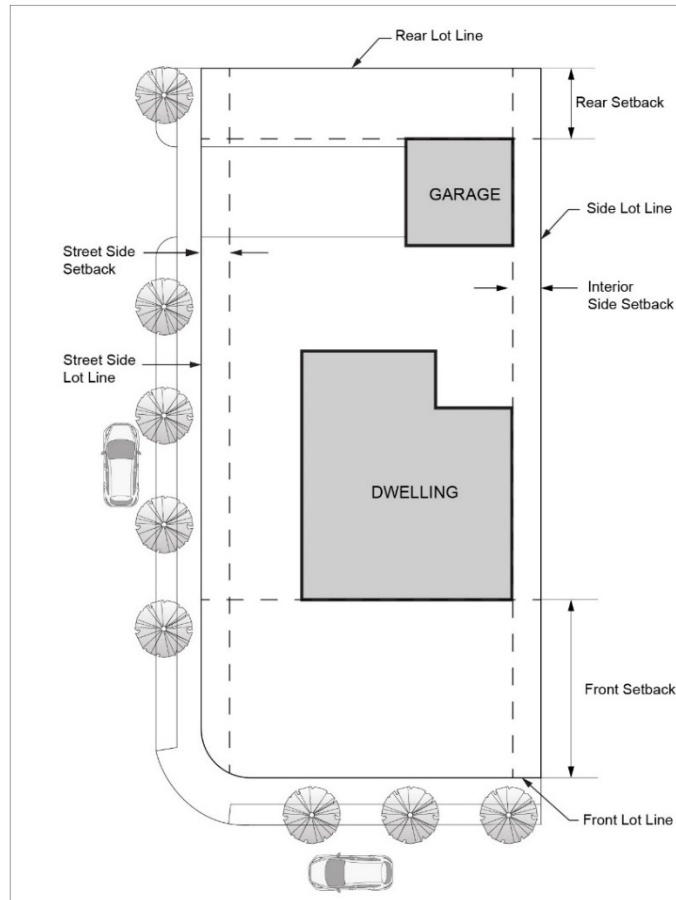 Rear Lot Line
Rear Setback
GARAGE
Side Lot Line
Street Side
Setback
Interior
Side Setback
Street Side
Lot Line
DWELLING
Front Setback
Front Lot Line